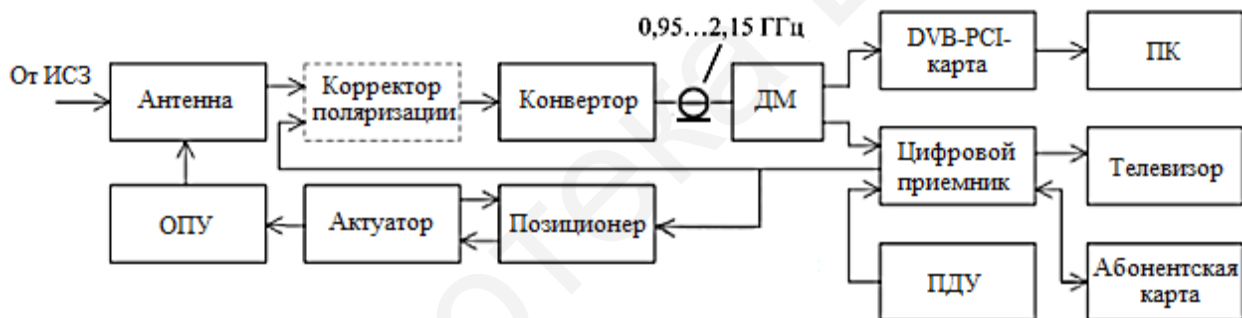 0,95...2,15 ГГц
От ИСЗ
Антенна
Корректор
поляризации
Конвертор
ДМ
DVB-PCI-
карта
ПК
Цифровой
приемник
Телевизор
ОПУ
Актуатор
Позиционер
ПДУ
Абонентская
карта
отека